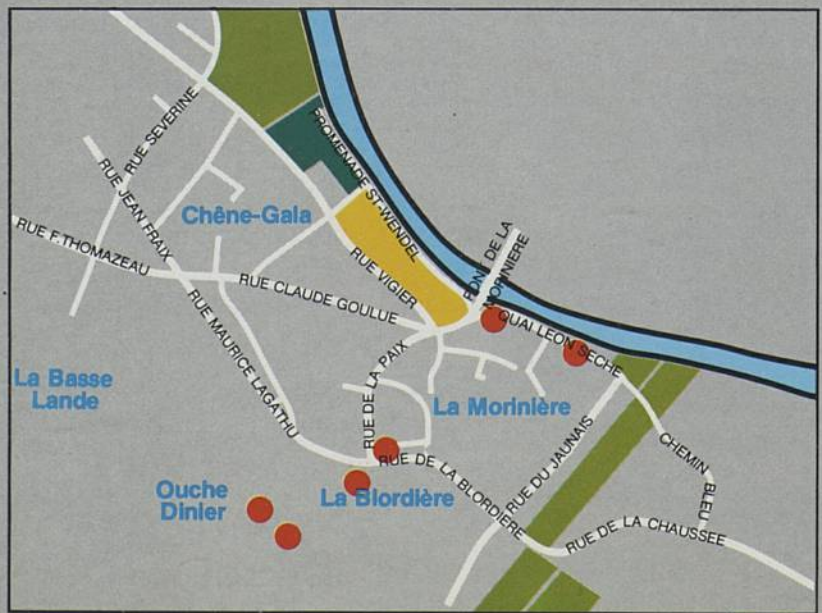 RUE SEVERINE
PROMENADE ST-WENDEL
RUE JEAN FRAIX
Chêne-Gala
RUE F. THOMAZEAU
RUE VIGIER
PONT DE LA
MORINIERE
RUE CLAUDE GOULUE
QUAI LEON SECHE
RUE MAURICE LAGATHU
RUE DE LA PAIX
La Basse
Lande
La Morinière
RUE DU JAUNAIS
CHEMIN BLEU
RUE DE LA BLORDIERE
Ouche
Dinier
La Blordière
RUE DE LA CHAUSSEE